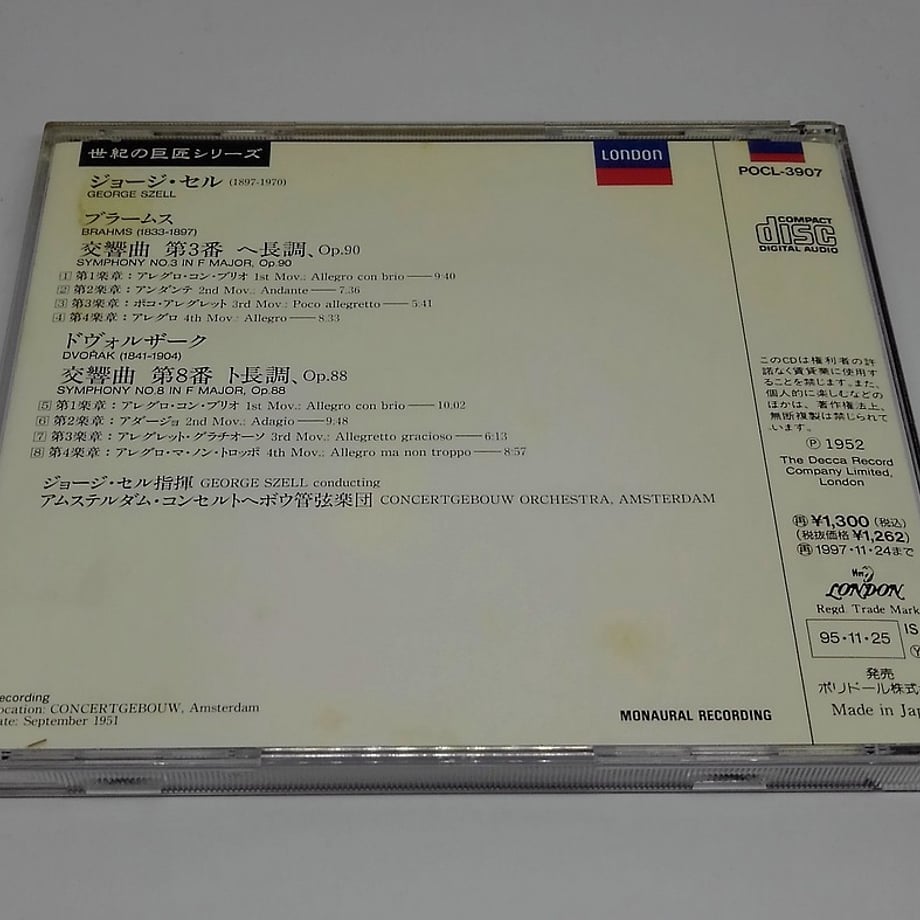 世紀の巨匠シリーズ
ジョージ・セル (1897-1970)
GEORGE SZELL
ブラームス
BRAHMS (1833-1897)
交響曲 第3番 ヘ長調、Op.90
SYMPHONY NO.3 IN F MAJOR, Op.90
1 第1楽章：アレグロ・コン・ブリオ 1st Mov.: Allegro con brio――9:40
2 第2楽章：アンダンテ 2nd Mov.: Andante――7.36
3 第3楽章：ポコ・アレグレット 3rd Mov.: Poco allegretto――5:41
4 第4楽章：アレグロ 4th Mov.: Allegro――8:33
ドヴォルザーク
DVOŘAK (1841-1904)
交響曲 第8番 ト長調、Op.88
SYMPHONY NO.8 IN F MAJOR, Op.88
5 第1楽章：アレグロ・コン・ブリオ 1st Mov.: Allegro con brio――10:02
6 第2楽章：アダージョ 2nd Mov.: Adagio――9:48
7 第3楽章：アレグレット・グラチオーソ 3rd Mov.: Allegretto gracioso――6:13
8 第4楽章：アレグロ・マ・ノン・トロッポ 4th Mov.: Allegro ma non troppo――8:57
ジョージ・セル指揮 GEORGE SZELL conducting
アムステルダム・コンセルトヘボウ管弦楽団 CONCERTGEBOUW ORCHESTRA, AMSTERDAM
ecording
ocation: CONCERTGEBOUW, Amsterdam
ate: September 1951
MONAURAL RECORDING
LONDON
POCL-3907
COMPACT
disc
DIGITAL AUDIO
このCDは権利者の許
諾なく賃貸業に使用す
ることを禁じます。また、
個人的に楽しむなどの
ほかは、著作権法上、
無断複製は禁じられて
います。
Ⓟ 1952
The Decca Record
Company Limited,
London
再 ¥1,300 (税込)
(税抜価格 ¥1,262)
再 1997・11・24まで
LONDON
Regd. Trade Mark
95・11・25
IS
Y
発売
ポリドール株式
Made in Jap